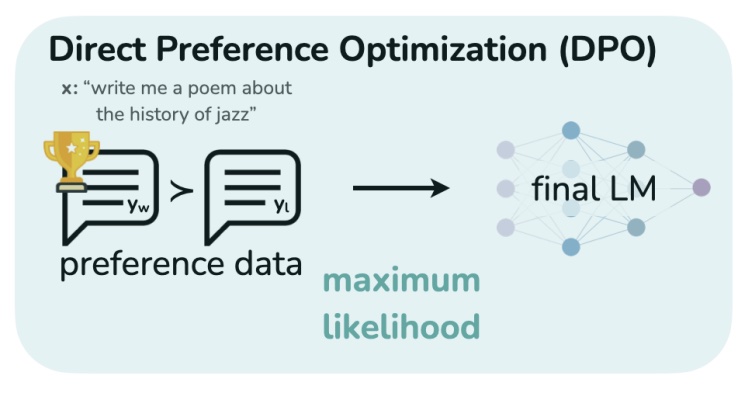 Direct Preference Optimization (DPO)
x: “write me a poem about
the history of jazz”
y_w ≻ y_l
preference data
maximum
likelihood
final LM